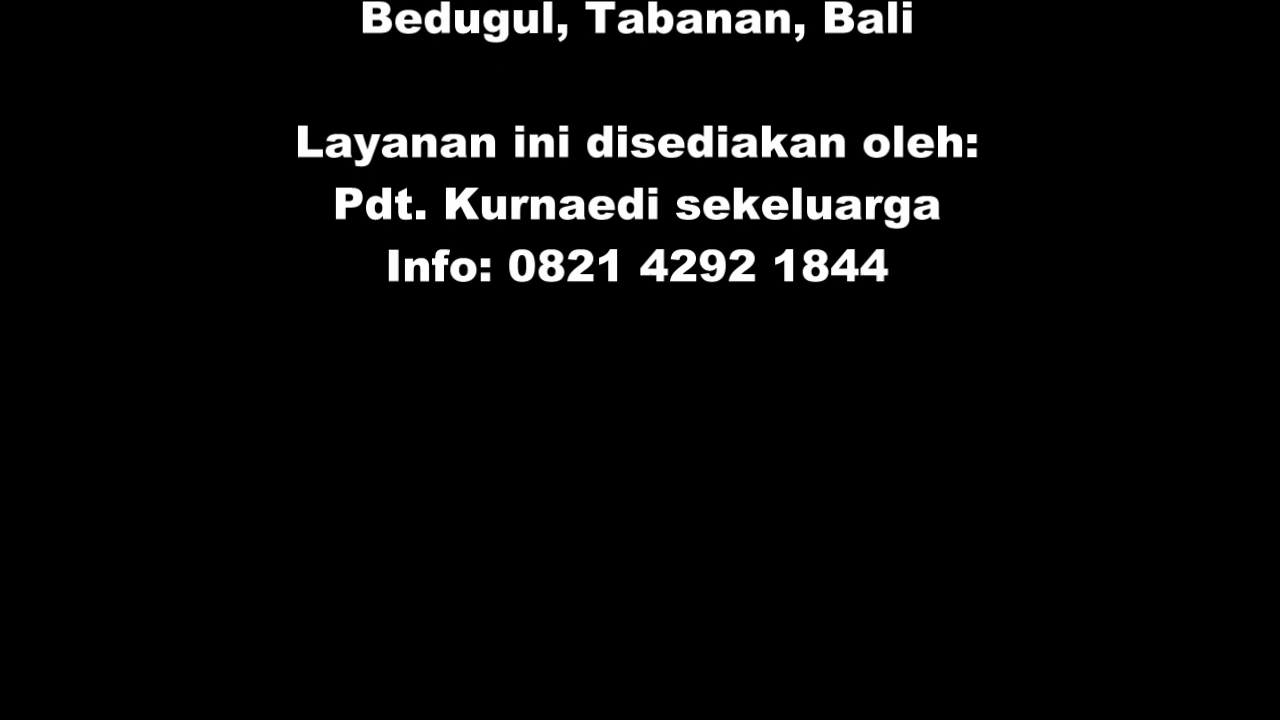 Bedugul, Tabanan, Bali
Layanan ini disediakan oleh:
Pdt. Kurnaedi sekeluarga
Info: 0821 4292 1844